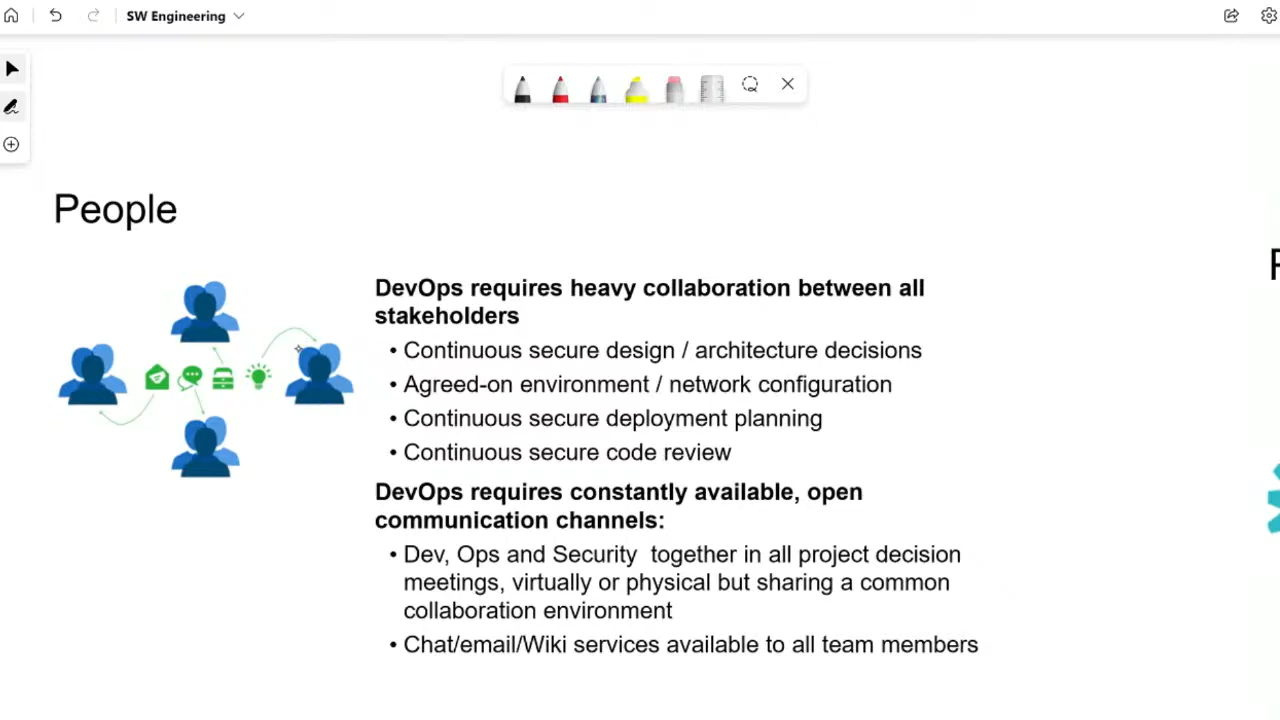 SW Engineering
People
DevOps requires heavy collaboration between all
stakeholders
• Continuous secure design / architecture decisions
• Agreed-on environment / network configuration
• Continuous secure deployment planning
• Continuous secure code review
DevOps requires constantly available, open
communication channels:
• Dev, Ops and Security together in all project decision
meetings, virtually or physical but sharing a common
collaboration environment
• Chat/email/Wiki services available to all team members